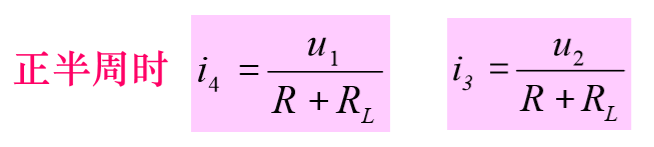 正半周时 i₄ = u₁ / (R + R_L) i₃ = u₂ / (R + R_L)